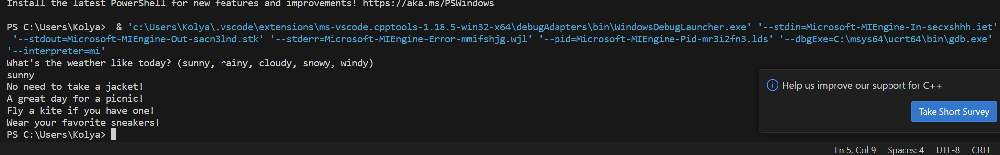 Install the latest PowerShell for new features and improvements! https://aka.ms/PSWindows
PS C:\Users\Kolya>  & 'c:\Users\Kolya\.vscode\extensions\ms-vscode.cpptools-1.18.5-win32-x64\debugAdapters\bin\WindowsDebugLauncher.exe' '--stdin=Microsoft-MIEngine-In-secxshhh.iet'
'--stdout=Microsoft-MIEngine-Out-sacn3lnd.stk' '--stderr=Microsoft-MIEngine-Error-mmifshjg.wjl' '--pid=Microsoft-MIEngine-Pid-mr3i2fn3.lds' '--dbgExe=C:\msys64\ucrt64\bin\gdb.exe'
'--interpreter=mi'
What's the weather like today? (sunny, rainy, cloudy, snowy, windy)
sunny
No need to take a jacket!
A great day for a picnic!
Fly a kite if you have one!
Wear your favorite sneakers!
PS C:\Users\Kolya>
Help us improve our support for C++
Take Short Survey
Ln 5, Col 9 Spaces: 4 UTF-8 CRLF